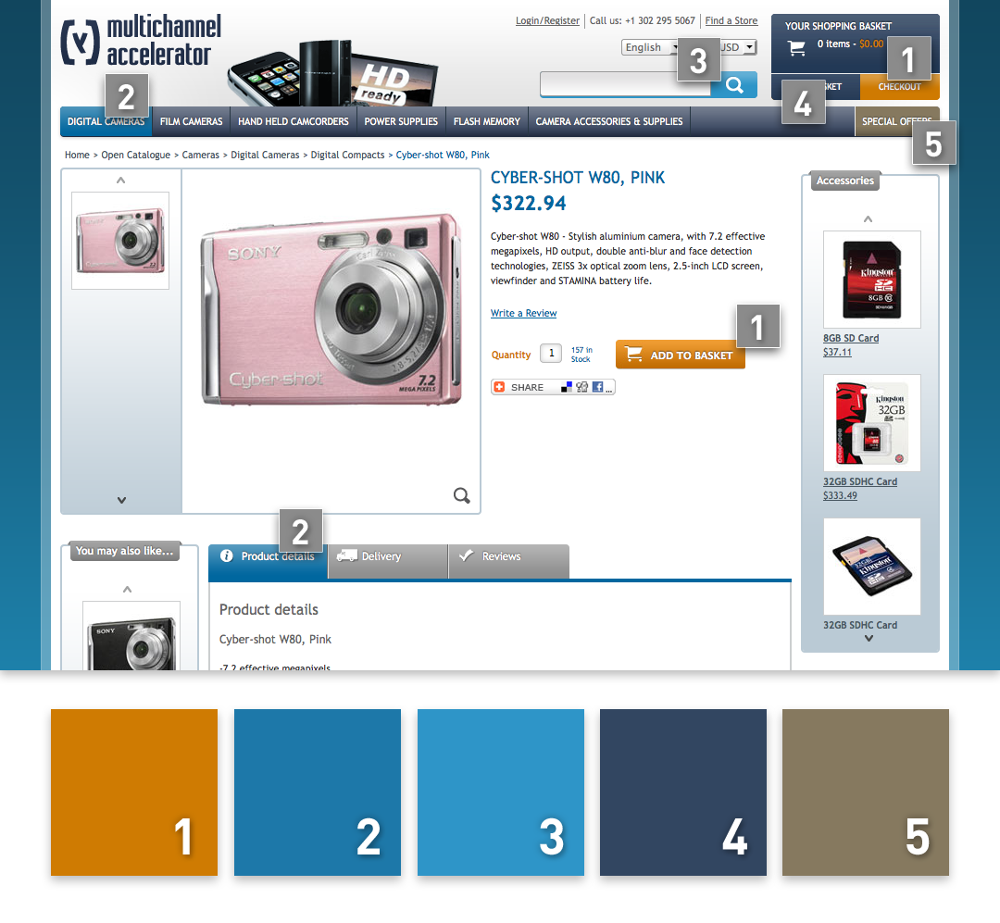 multichannel
accelerator
HD
ready
Login/Register Call us: +1 302 295 5067 Find a Store
English USD
3
YOUR SHOPPING BASKET
0 items - $0.00
1
4
CHECKOUT
2
DIGITAL CAMERAS FILM CAMERAS HAND HELD CAMCORDERS POWER SUPPLIES FLASH MEMORY CAMERA ACCESSORIES & SUPPLIES SPECIAL OFFERS
5
Home > Open Catalogue > Cameras > Digital Cameras > Digital Compacts > Cyber-shot W80, Pink
SONY
Carl Zeiss
Cyber-shot
7.2
MEGA PIXELS
CYBER-SHOT W80, PINK
$322.94
Cyber-shot W80 - Stylish aluminium camera, with 7.2 effective
megapixels, HD output, double anti-blur and face detection
technologies, ZEISS 3x optical zoom lens, 2.5-inch LCD screen,
viewfinder and STAMINA battery life.
Write a Review
1
Quantity 1 157 in
Stock
ADD TO BASKET
SHARE ...
Accessories
Kingston
8GB
8GB SD Card
$37.11
Kingston
32GB
32GB SDHC Card
$333.49
32GB
Kingston
32GB SDHC Card
2
You may also like...
SONY
Product details Delivery Reviews
Product details
Cyber-shot W80, Pink
-7.2 effective megapixels
1
2
3
4
5